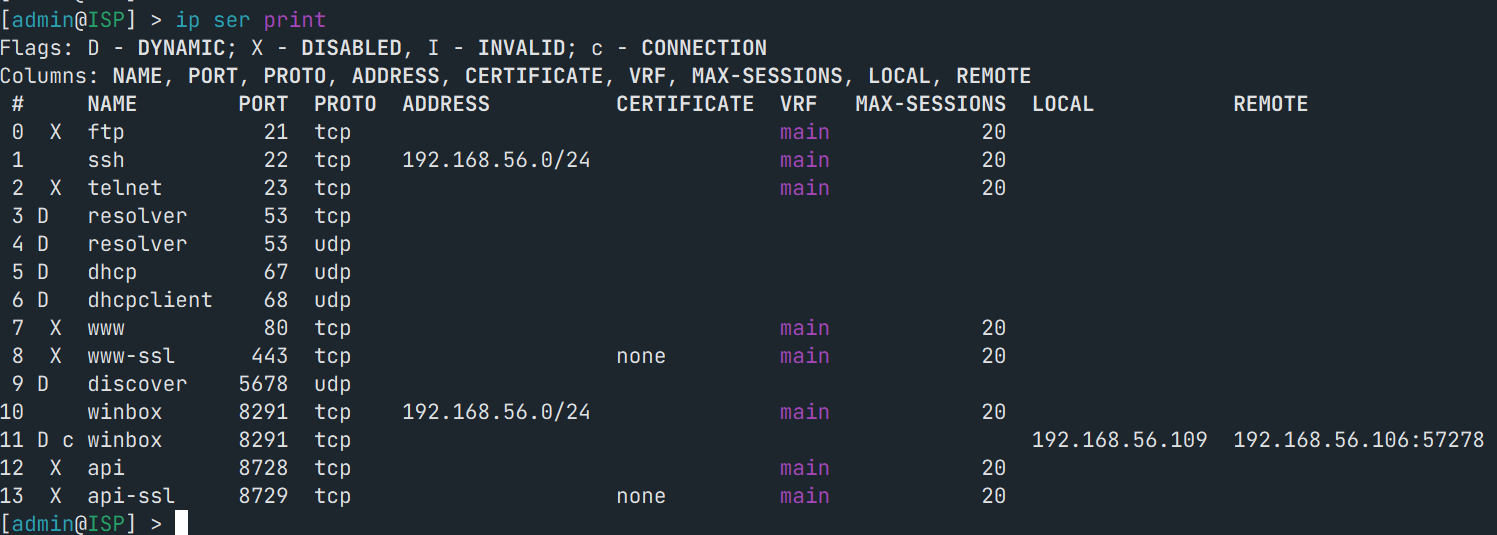 [admin@ISP] > ip ser print
Flags: D - DYNAMIC; X - DISABLED, I - INVALID; c - CONNECTION
Columns: NAME, PORT, PROTO, ADDRESS, CERTIFICATE, VRF, MAX-SESSIONS, LOCAL, REMOTE
 #     NAME        PORT  PROTO  ADDRESS          CERTIFICATE  VRF   MAX-SESSIONS  LOCAL           REMOTE
 0  X  ftp           21  tcp                                  main            20
 1     ssh           22  tcp    192.168.56.0/24               main            20
 2  X  telnet        23  tcp                                  main            20
 3 D   resolver      53  tcp
 4 D   resolver      53  udp
 5 D   dhcp          67  udp
 6 D   dhcpclient    68  udp
 7  X  www           80  tcp                                  main            20
 8  X  www-ssl      443  tcp                     none         main            20
 9 D   discover    5678  udp
10     winbox      8291  tcp    192.168.56.0/24               main            20
11 D c winbox      8291  tcp                                                      192.168.56.109  192.168.56.106:57278
12  X  api         8728  tcp                                  main            20
13  X  api-ssl     8729  tcp                     none         main            20
[admin@ISP] >